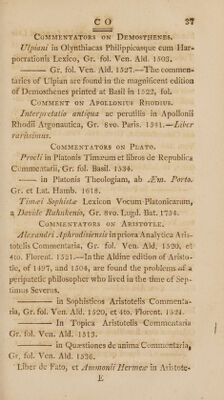 C O 37
COMMENTATORS ON DEMOSTHENES.
Ulpiani in Olynthiacas Philippicasque cum Har-
pocrationis Lexico, Gr. fol. Ven. Ald. 1503.
——— Gr. fol. Ven. Ald. 1527.—The commen-
taries of Ulpian are found in the magnificent edition
of Demosthenes printed at Basil in 1522, fol.
COMMENT ON APOLLONIUS RHODIUS.
Interpretatio antiqua ac perutilis in Apollonii
Rhodii Argonautica, Gr. 8vo. Paris. 1541.—Liber
rarissimus.
COMMENTATORS ON PLATO.
Procli in Platonis Timæum et libros de Republica
Commentarii, Gr. fol. Basil. 1534.
——— in Platonis Theologiam, ab Æm. Porto.
Gr. et Lat. Hamb. 1618.
Timæi Sophistæ Lexicon Vocum Platonicarum,
a Davide Ruhnkenio, Gr. 8vo. Lugd. Bat. 1754.
COMMENTATORS ON ARISTOTLE.
Alexandri Aphrodisiensis in priora Analytica Aris-
totelis Commentaria, Gr. fol. Ven. Ald. 1520, et
4to. Florent. 1521.—In the Aldine edition of Aristo-
tle, of 1497, and 1504, are found the problems of a
peripatetic philosopher who lived in the time of Sep-
timus Severus.
——— in Sophisticos Aristotelis Commenta-
ria, Gr. fol. Ven. Ald. 1520, et 4to. Florent. 1521.
——— In Topica Aristotelis Commentaria
Gr. fol. Ven. Ald. 1513.
——— in Quæstiones de anima Commentaria,
Gr. fol. Ven. Ald. 1536.
Liber de Fato, et Ammonii Hermeæ in Aristote-
E